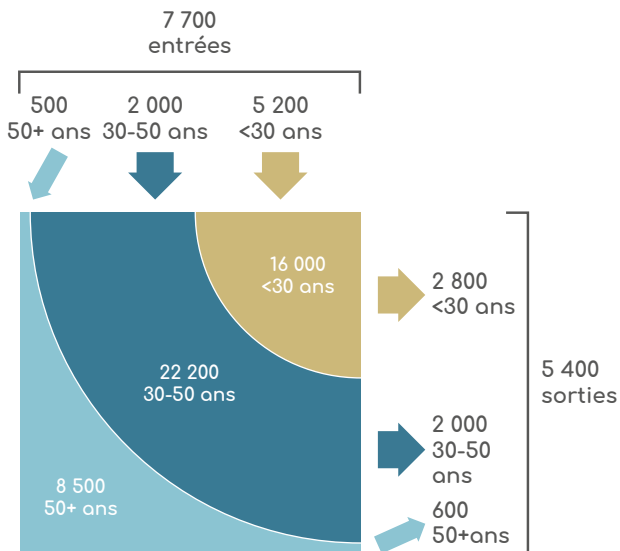 7 700
entrées
500
50+ ans
2 000
30-50 ans
5 200
<30 ans
16 000
<30 ans
2 800
<30 ans
22 200
30-50 ans
5 400
sorties
2 000
30-50
ans
8 500
50+ ans
600
50+ans